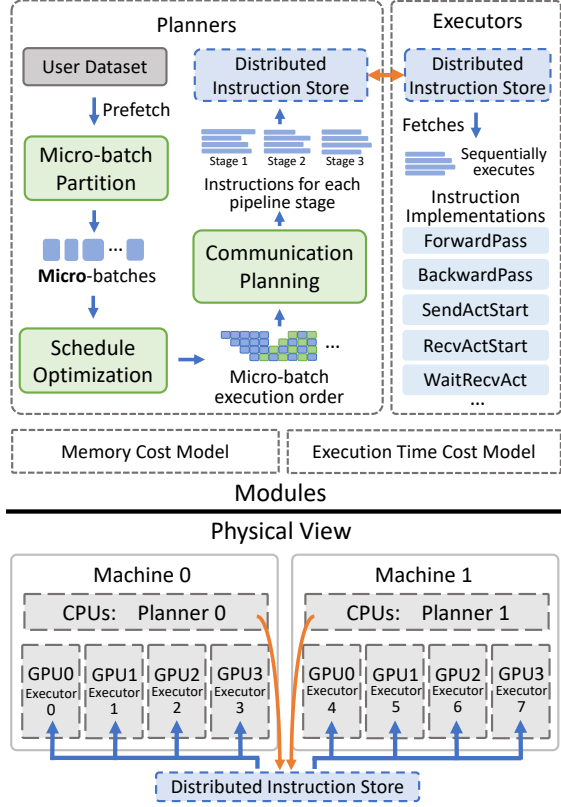 Planners
User Dataset
Prefetch
Micro-batch
Partition
...
Micro-batches
Schedule
Optimization
Distributed
Instruction Store
Stage 1 Stage 2 Stage 3
Instructions for each
pipeline stage
Communication
Planning
...
Micro-batch
execution order
Executors
Distributed
Instruction Store
Fetches
Sequentially
executes
Instruction
Implementations
ForwardPass
BackwardPass
SendActStart
RecvActStart
WaitRecvAct
...
Memory Cost Model
Execution Time Cost Model
Modules
Physical View
Machine 0
CPUs: Planner 0
GPU0
Executor
0
GPU1
Executor
1
GPU2
Executor
2
GPU3
Executor
3
Machine 1
CPUs: Planner 1
GPU0
Executor
4
GPU1
Executor
5
GPU2
Executor
6
GPU3
Executor
7
Distributed Instruction Store